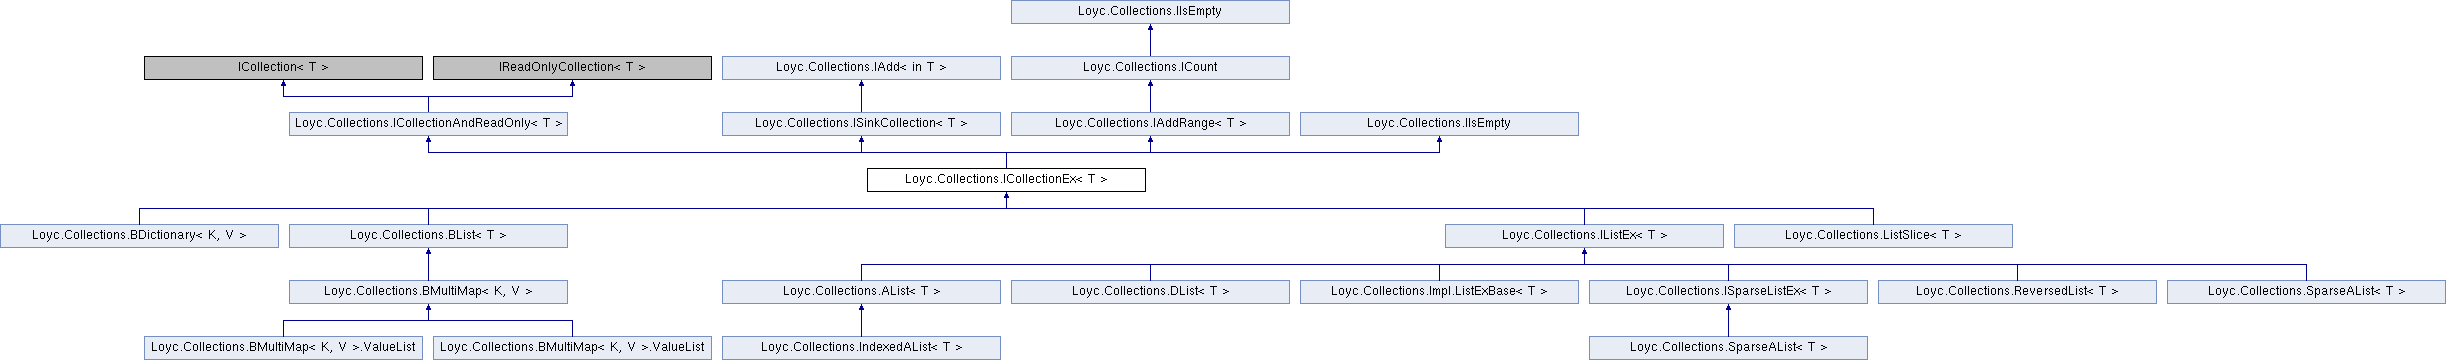 Loyc.Collections.IIsEmpty
ICollection< T >
IReadOnlyCollection< T >
Loyc.Collections.IAdd< in T >
Loyc.Collections.ICount
Loyc.Collections.ICollectionAndReadOnly< T >
Loyc.Collections.ISinkCollection< T >
Loyc.Collections.IAddRange< T >
Loyc.Collections.IIsEmpty
Loyc.Collections.ICollectionEx< T >
Loyc.Collections.BDictionary< K, V >
Loyc.Collections.BList< T >
Loyc.Collections.IListEx< T >
Loyc.Collections.ListSlice< T >
Loyc.Collections.BMultiMap< K, V >
Loyc.Collections.AList< T >
Loyc.Collections.DList< T >
Loyc.Collections.Impl.ListExBase< T >
Loyc.Collections.ISparseListEx< T >
Loyc.Collections.ReversedList< T >
Loyc.Collections.SparseAList< T >
Loyc.Collections.BMultiMap< K, V >.ValueList
Loyc.Collections.BMultiMap< K, V >.ValueList
Loyc.Collections.IndexedAList< T >
Loyc.Collections.SparseAList< T >